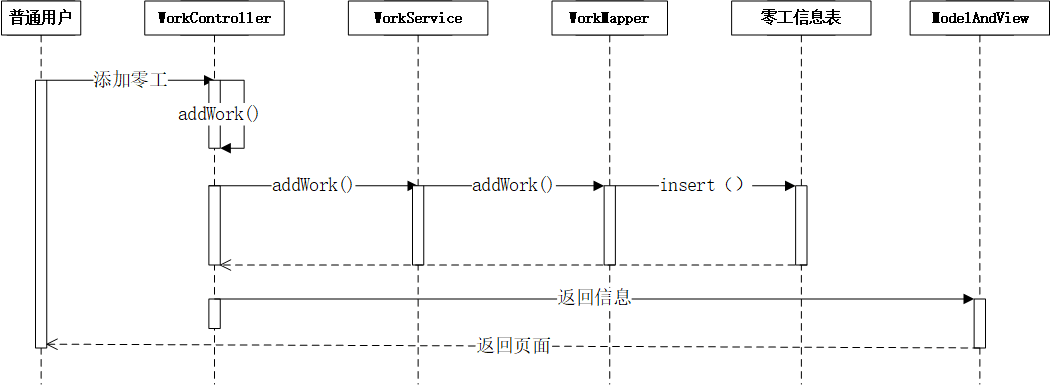 普通用户
WorkController
WorkService
WorkMapper
零工信息表
ModelAndView
添加零工
addWork()
addWork()
addWork()
insert（）
返回信息
返回页面